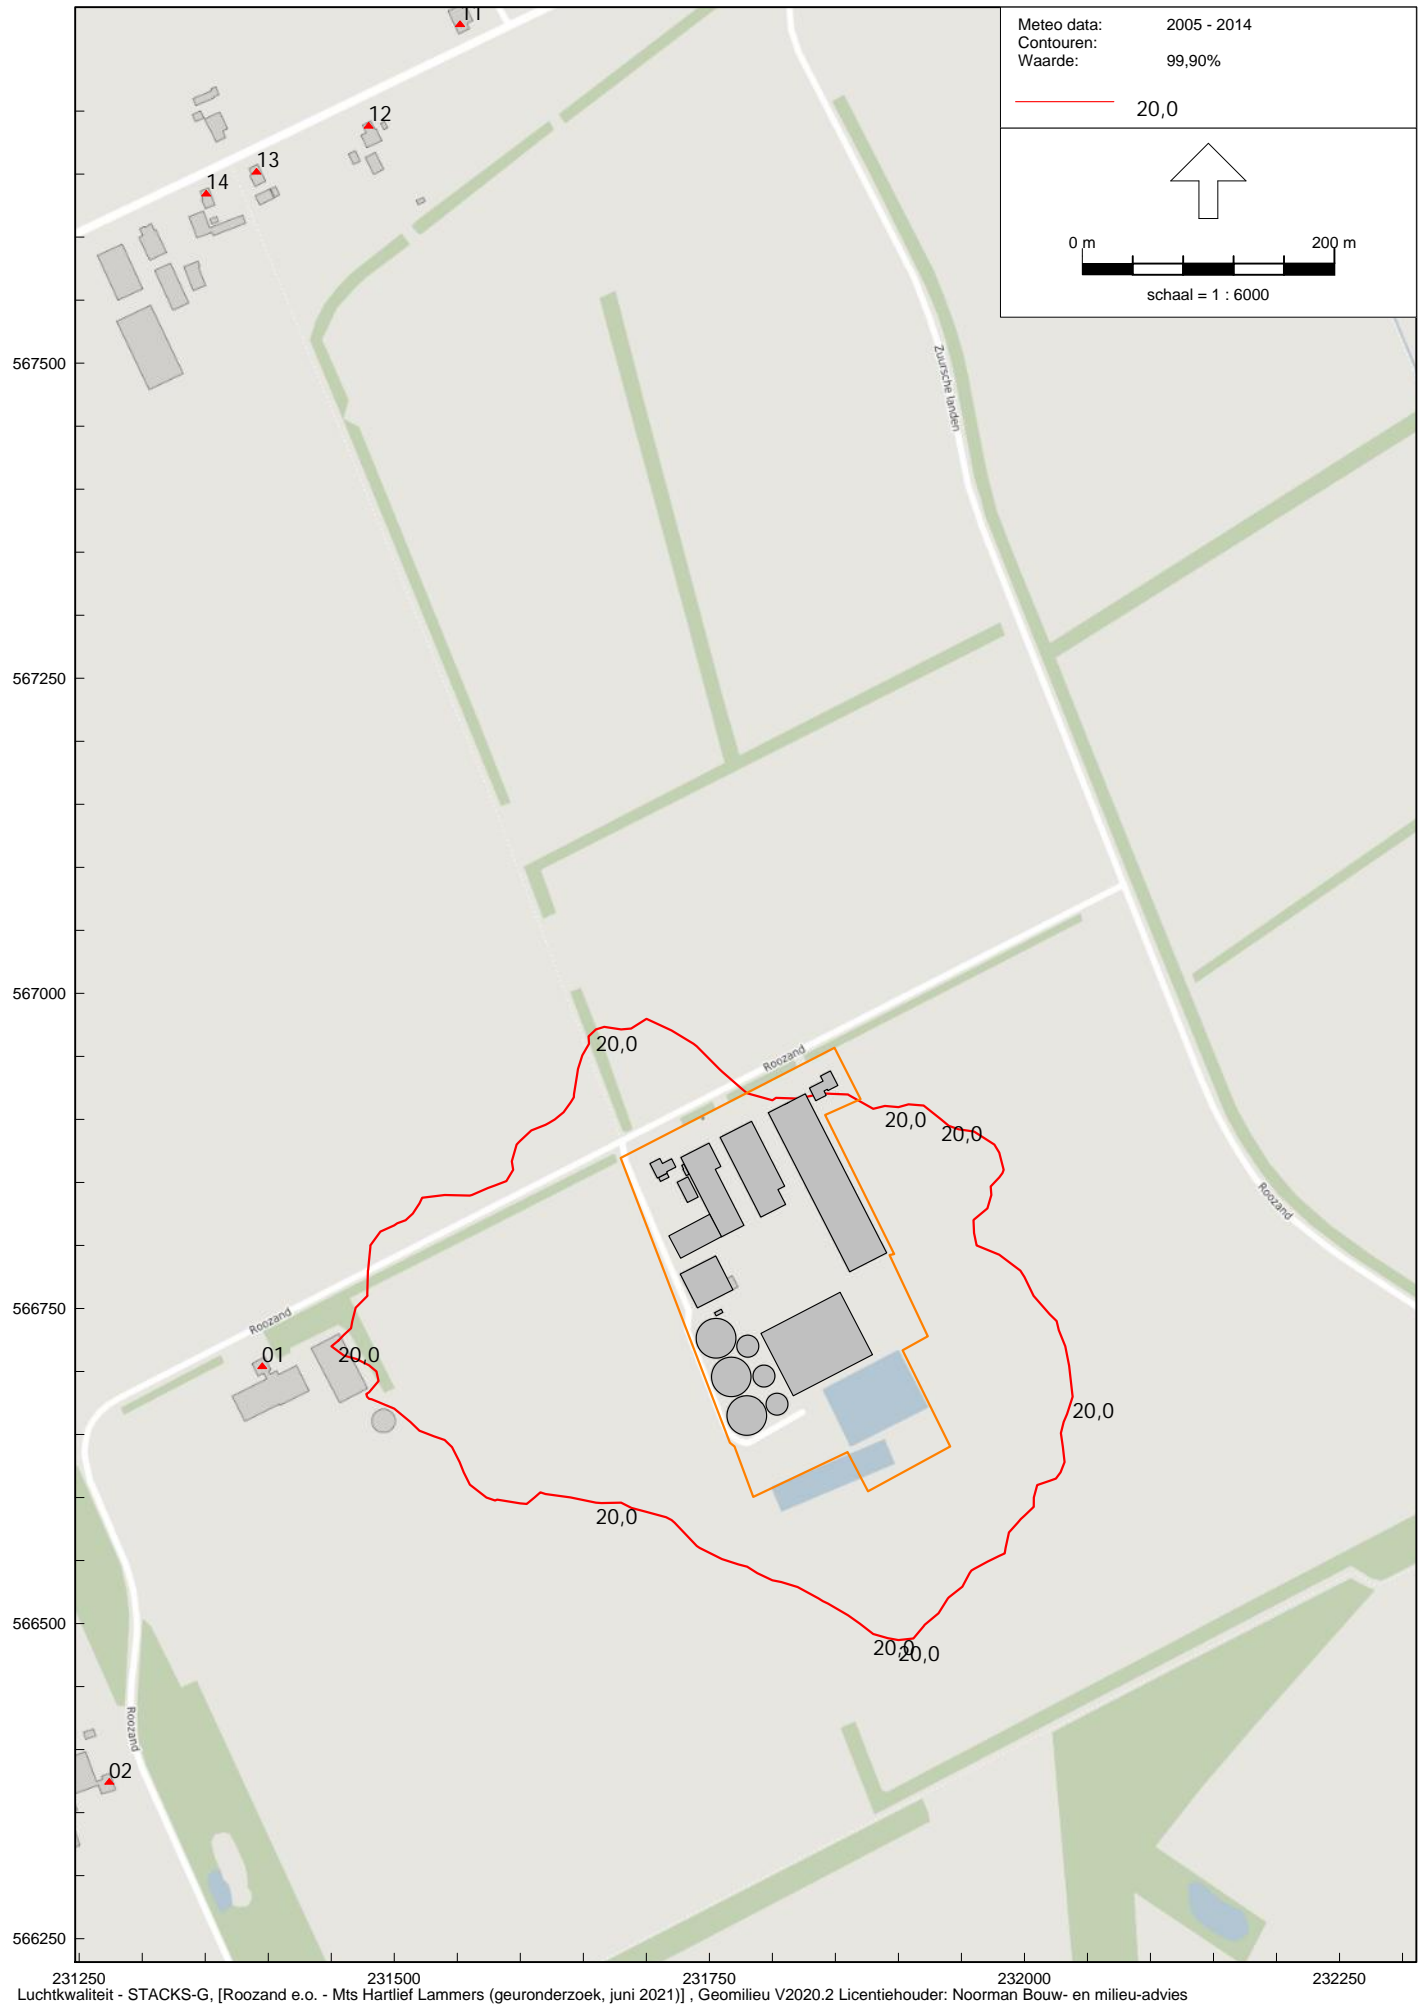 11
Meteo data: 2005 - 2014
Contouren:
Waarde: 99,90%
20,0
12
13
14
0 m 200 m
schaal = 1 : 6000
567500
Zuursche landen
567250
567000
20,0
Roozand
20,0
20,0
Roozand
566750
Roozand
01
20,0
20,0
20,0
566500
20,0
20,0
Roozand
02
566250
231250 231500 231750 232000 232250
Luchtkwaliteit - STACKS-G, [Roozand e.o. - Mts Hartlief Lammers (geuronderzoek, juni 2021)] , Geomilieu V2020.2 Licentiehouder: Noorman Bouw- en milieu-advies